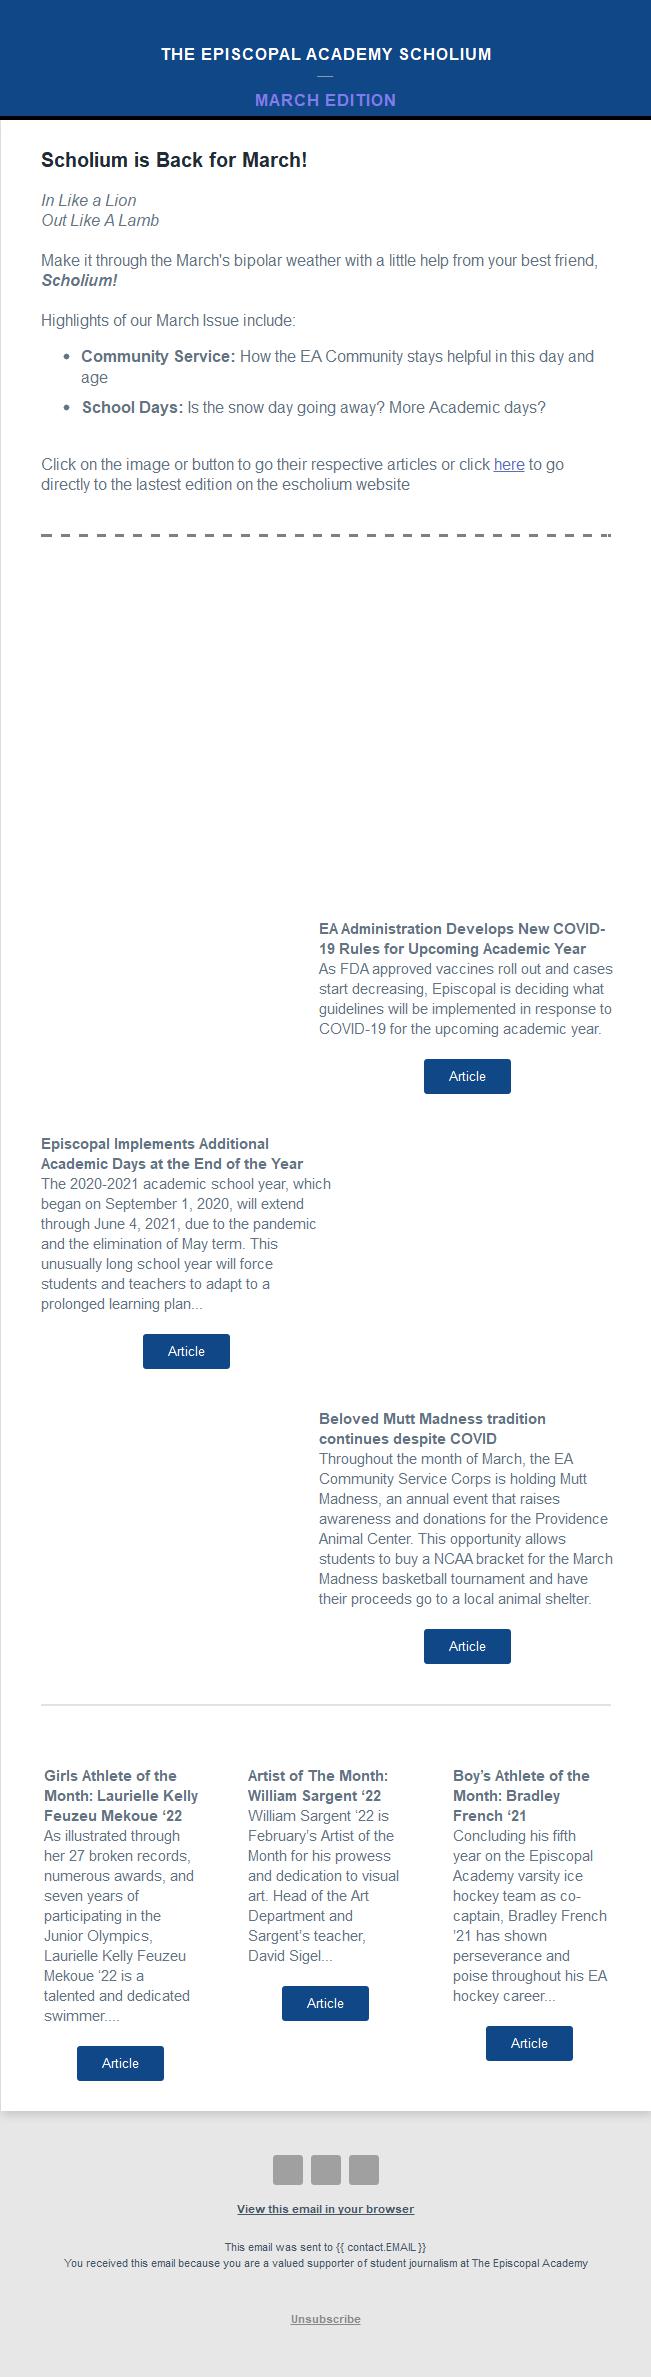 THE EPISCOPAL ACADEMY SCHOLIUM
—
MARCH EDITION
Scholium is Back for March!
In Like a Lion
Out Like A Lamb
Make it through the March's bipolar weather with a little help from your best friend,
Scholium!
Highlights of our March Issue include:
• Community Service: How the EA Community stays helpful in this day and
age
• School Days: Is the snow day going away? More Academic days?
Click on the image or button to go their respective articles or click here to go
directly to the lastest edition on the escholium website
EA Administration Develops New COVID-
19 Rules for Upcoming Academic Year
As FDA approved vaccines roll out and cases
start decreasing, Episcopal is deciding what
guidelines will be implemented in response to
COVID-19 for the upcoming academic year.
Article
Episcopal Implements Additional
Academic Days at the End of the Year
The 2020-2021 academic school year, which
began on September 1, 2020, will extend
through June 4, 2021, due to the pandemic
and the elimination of May term. This
unusually long school year will force
students and teachers to adapt to a
prolonged learning plan...
Article
Beloved Mutt Madness tradition
continues despite COVID
Throughout the month of March, the EA
Community Service Corps is holding Mutt
Madness, an annual event that raises
awareness and donations for the Providence
Animal Center. This opportunity allows
students to buy a NCAA bracket for the March
Madness basketball tournament and have
their proceeds go to a local animal shelter.
Article
Girls Athlete of the
Month: Laurielle Kelly
Feuzeu Mekoue ‘22
As illustrated through
her 27 broken records,
numerous awards, and
seven years of
participating in the
Junior Olympics,
Laurielle Kelly Feuzeu
Mekoue ‘22 is a
talented and dedicated
swimmer....
Article
Artist of The Month:
William Sargent ‘22
William Sargent ‘22 is
February’s Artist of the
Month for his prowess
and dedication to visual
art. Head of the Art
Department and
Sargent’s teacher,
David Sigel...
Article
Boy’s Athlete of the
Month: Bradley
French ‘21
Concluding his fifth
year on the Episcopal
Academy varsity ice
hockey team as co-
captain, Bradley French
’21 has shown
perseverance and
poise throughout his EA
hockey career...
Article
View this email in your browser
This email was sent to {{ contact.EMAIL }}
You received this email because you are a valued supporter of student journalism at The Episcopal Academy
Unsubscribe